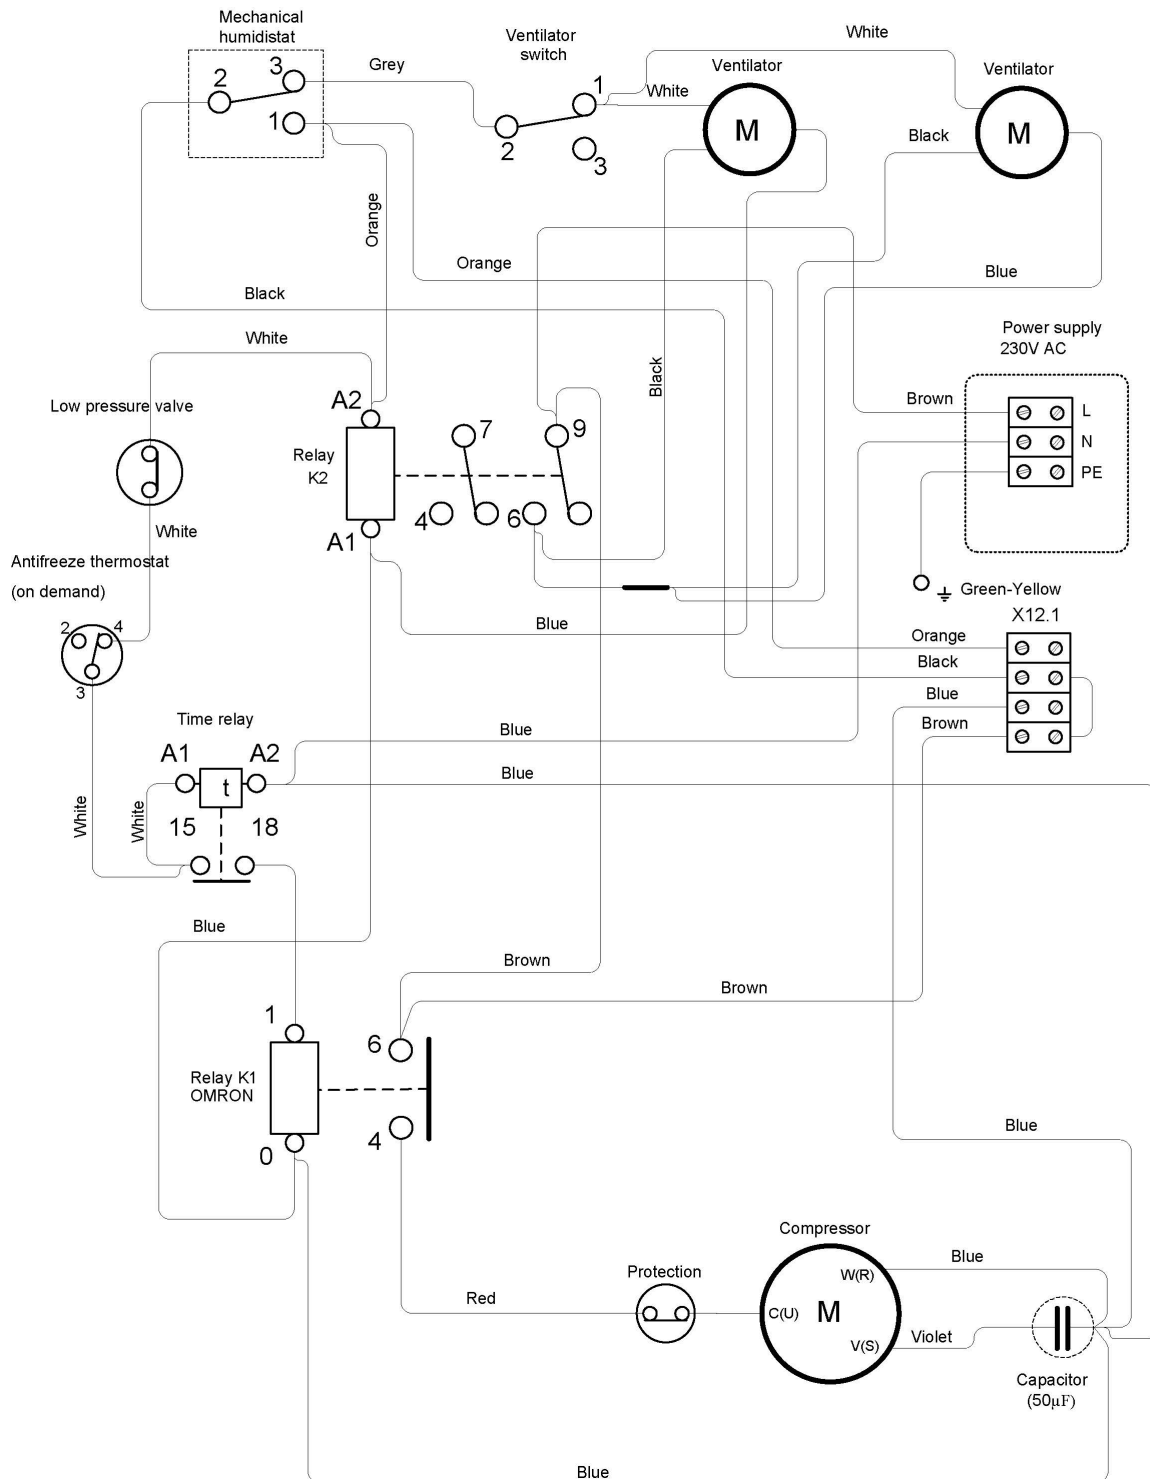 Mechanical
humidistat
3
2
1
Grey
Ventilator
switch
1
2
3
White
White
Ventilator
M
Ventilator
M
Black
Orange
Orange
Black
Blue
White
Black
Power supply
230V AC
Brown
L
N
PE
Low pressure valve
A2
Relay
K2
A1
7
9
4
6
White
Antifreeze thermostat
(on demand)
2
4
3
Green-Yellow
X12.1
Orange
Black
Blue
Brown
Blue
Time relay
A1
A2
t
Blue
Blue
White
White
15
18
Blue
Brown
Brown
1
Relay K1
OMRON
0
6
4
Blue
Compressor
W(R)
C(U)
M
V(S)
Blue
Protection
Red
Violet
Capacitor
(50µF)
Blue